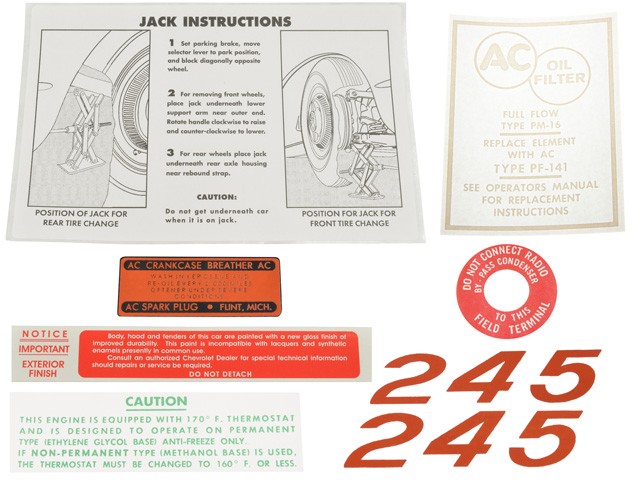 JACK INSTRUCTIONS
1 Set parking brake, move
selector lever to park position,
and block diagonally opposite
wheel.
2 For removing front wheels,
place jack underneath lower
support arm near outer end.
Rotate handle clockwise to raise
and counter-clockwise to lower.
3 For rear wheels place jack
underneath rear axle housing
near rebound strap.
CAUTION:
Do not get underneath car
when it is on jack.
POSITION OF JACK FOR
REAR TIRE CHANGE
POSITION OF JACK FOR
FRONT TIRE CHANGE
AC
OIL
FILTER
FULL FLOW
TYPE PM-16
REPLACE ELEMENT
WITH AC
TYPE PF-141
SEE OPERATORS MANUAL
FOR REPLACEMENT
INSTRUCTIONS
AC CRANKCASE BREATHER AC
CONDITIONS
AC SPARK PLUG • FLINT, MICH.
DO NOT CONNECT RADIO
BY-PASS CONDENSER
TO THIS
FIELD TERMINAL
NOTICE
IMPORTANT
EXTERIOR
FINISH
Body, hood and fenders of this car are painted with a new gloss finish of
improved durability. This paint is incompatible with lacquers and synthetic
enamels presently in common use.
Consult an authorized Chevrolet Dealer for special technical information
should repairs or service be required.
DO NOT DETACH
245
245
CAUTION
THIS ENGINE IS EQUIPPED WITH 170° F. THERMOSTAT
AND IS DESIGNED TO OPERATE ON PERMANENT
TYPE (ETHYLENE GLYCOL BASE) ANTI-FREEZE ONLY.
IF NON-PERMANENT TYPE (METHANOL BASE) IS USED,
THE THERMOSTAT MUST BE CHANGED TO 160° F. OR LESS.